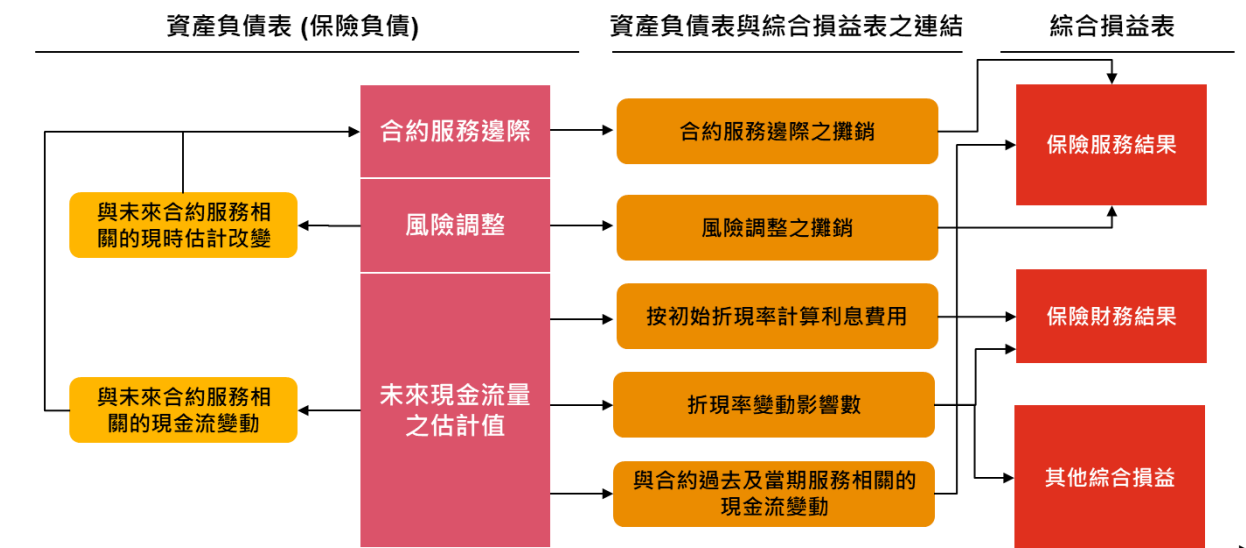 資產負債表 (保險負債)
資產負債表與綜合損益表之連結
綜合損益表
合約服務邊際
合約服務邊際之攤銷
保險服務結果
與未來合約服務相
關的現時估計改變
風險調整
風險調整之攤銷
按初始折現率計算利息費用
保險財務結果
與未來合約服務相
關的現金流變動
未來現金流量
之估計值
折現率變動影響數
其他綜合損益
與合約過去及當期服務相關的
現金流變動